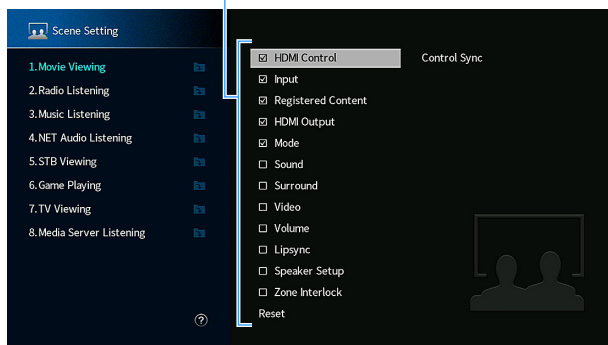 Scene Setting
1.Movie Viewing
2.Radio Listening
3.Music Listening
4.NET Audio Listening
5.STB Viewing
6.Game Playing
7.TV Viewing
8.Media Server Listening
?
HDMI Control Control Sync
Input
Registered Content
HDMI Output
Mode
Sound
Surround
Video
Volume
Lipsync
Speaker Setup
Zone Interlock
Reset